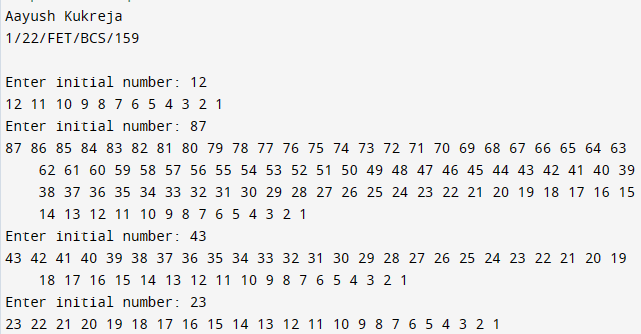 Aayush Kukreja
1/22/FET/BCS/159
Enter initial number: 12
12 11 10 9 8 7 6 5 4 3 2 1
Enter initial number: 87
87 86 85 84 83 82 81 80 79 78 77 76 75 74 73 72 71 70 69 68 67 66 65 64 63
62 61 60 59 58 57 56 55 54 53 52 51 50 49 48 47 46 45 44 43 42 41 40 39
38 37 36 35 34 33 32 31 30 29 28 27 26 25 24 23 22 21 20 19 18 17 16 15
14 13 12 11 10 9 8 7 6 5 4 3 2 1
Enter initial number: 43
43 42 41 40 39 38 37 36 35 34 33 32 31 30 29 28 27 26 25 24 23 22 21 20 19
18 17 16 15 14 13 12 11 10 9 8 7 6 5 4 3 2 1
Enter initial number: 23
23 22 21 20 19 18 17 16 15 14 13 12 11 10 9 8 7 6 5 4 3 2 1